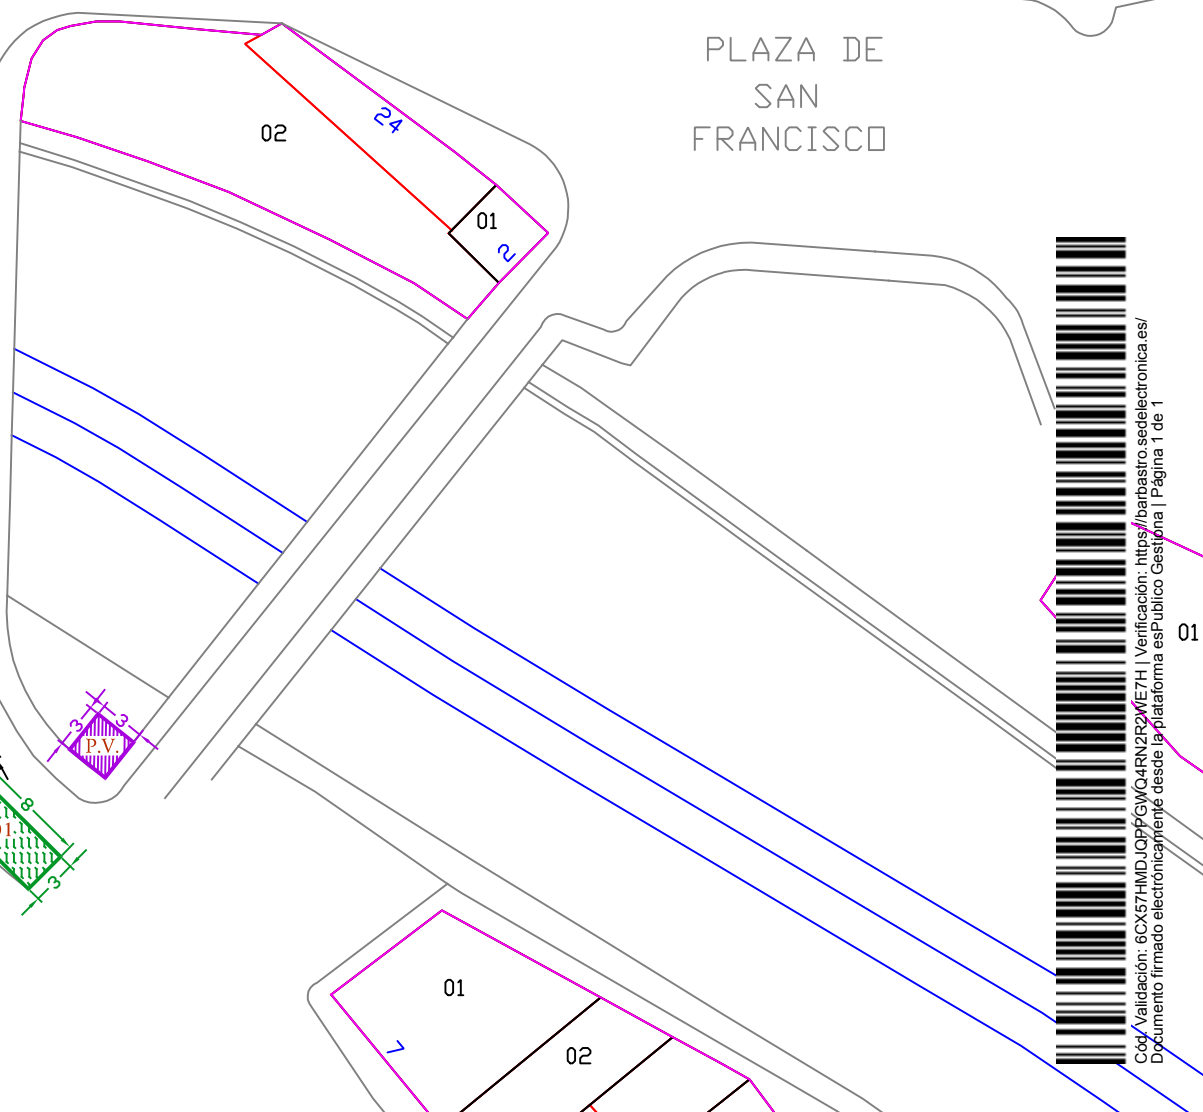 PLAZA DE
SAN
FRANCISCO
24
02
01
2
01
3
3
P.V.
8
3
01
02
7
Cód. Validación: 6CX57HMDJQPPGWQ4RN2R2WE7H | Verificación: https://barbastro.sedelectronica.es/
Documento firmado electrónicamente desde la plataforma esPublico Gestiona | Página 1 de 1